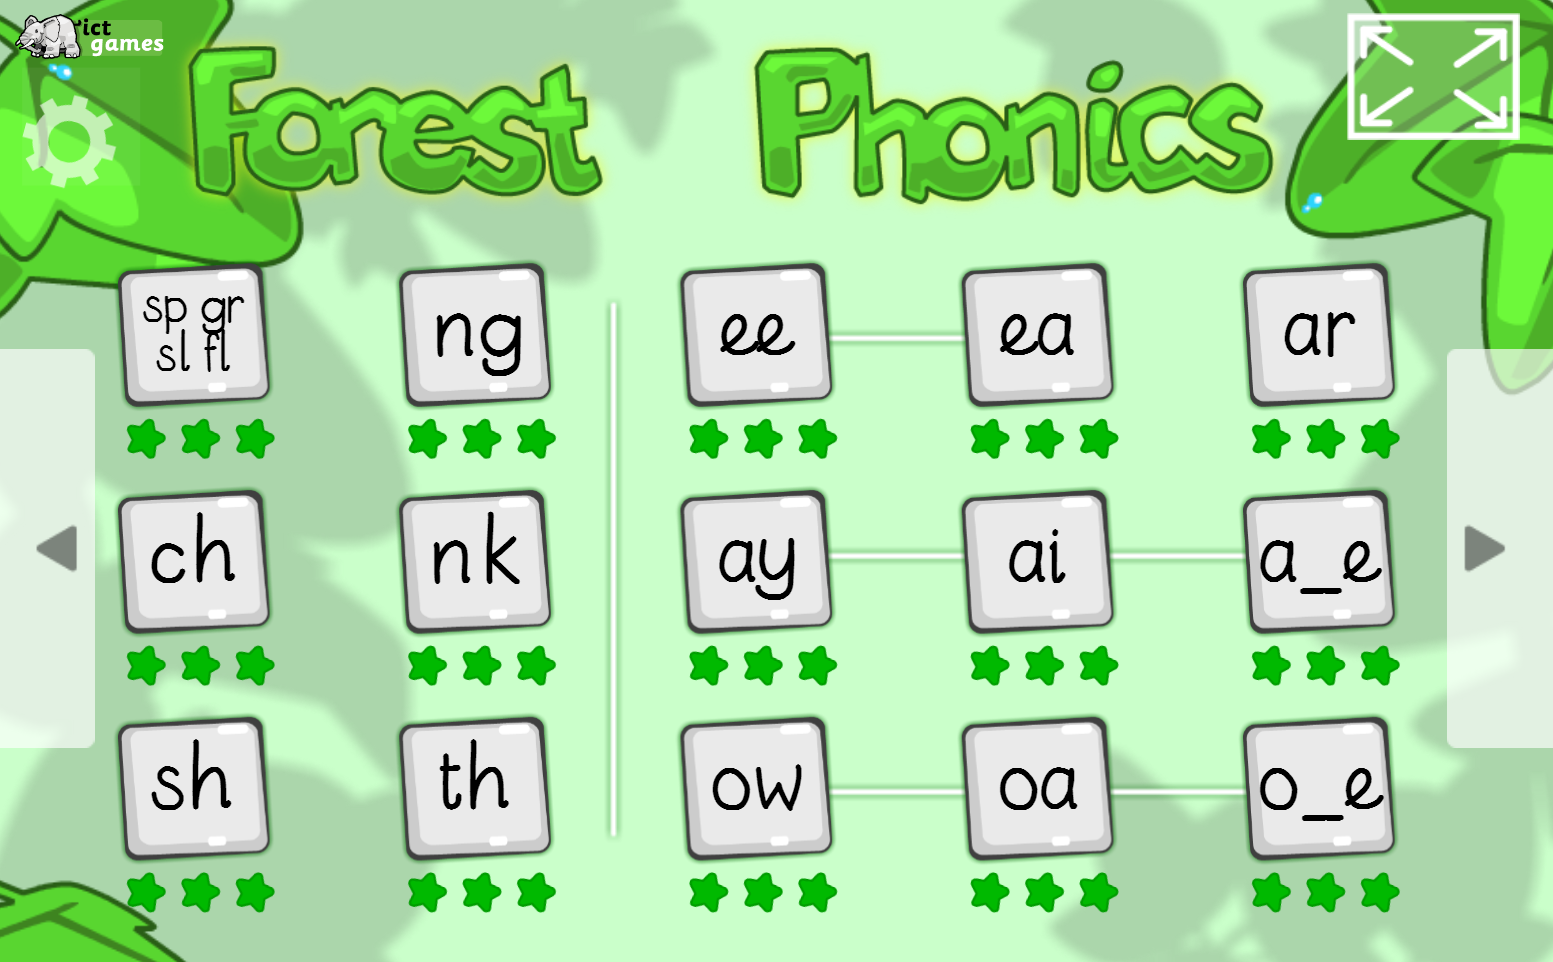 ict
games
Forest Phonics
sp gr
sl fl
ng
ee
ea
ar
ch
nk
ay
ai
a_e
sh
th
ow
oa
o_e